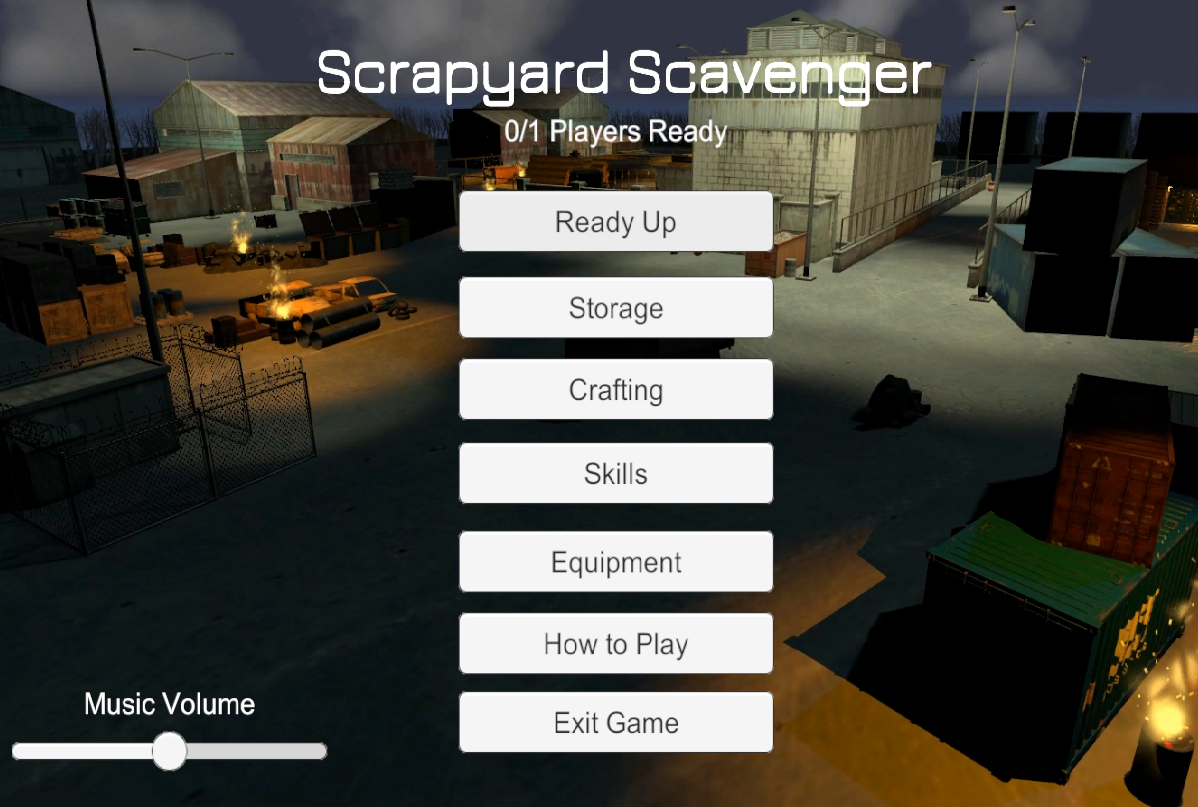 Scrapyard Scavenger
0/1 Players Ready
Ready Up
Storage
Crafting
Skills
Equipment
How to Play
Exit Game
Music Volume